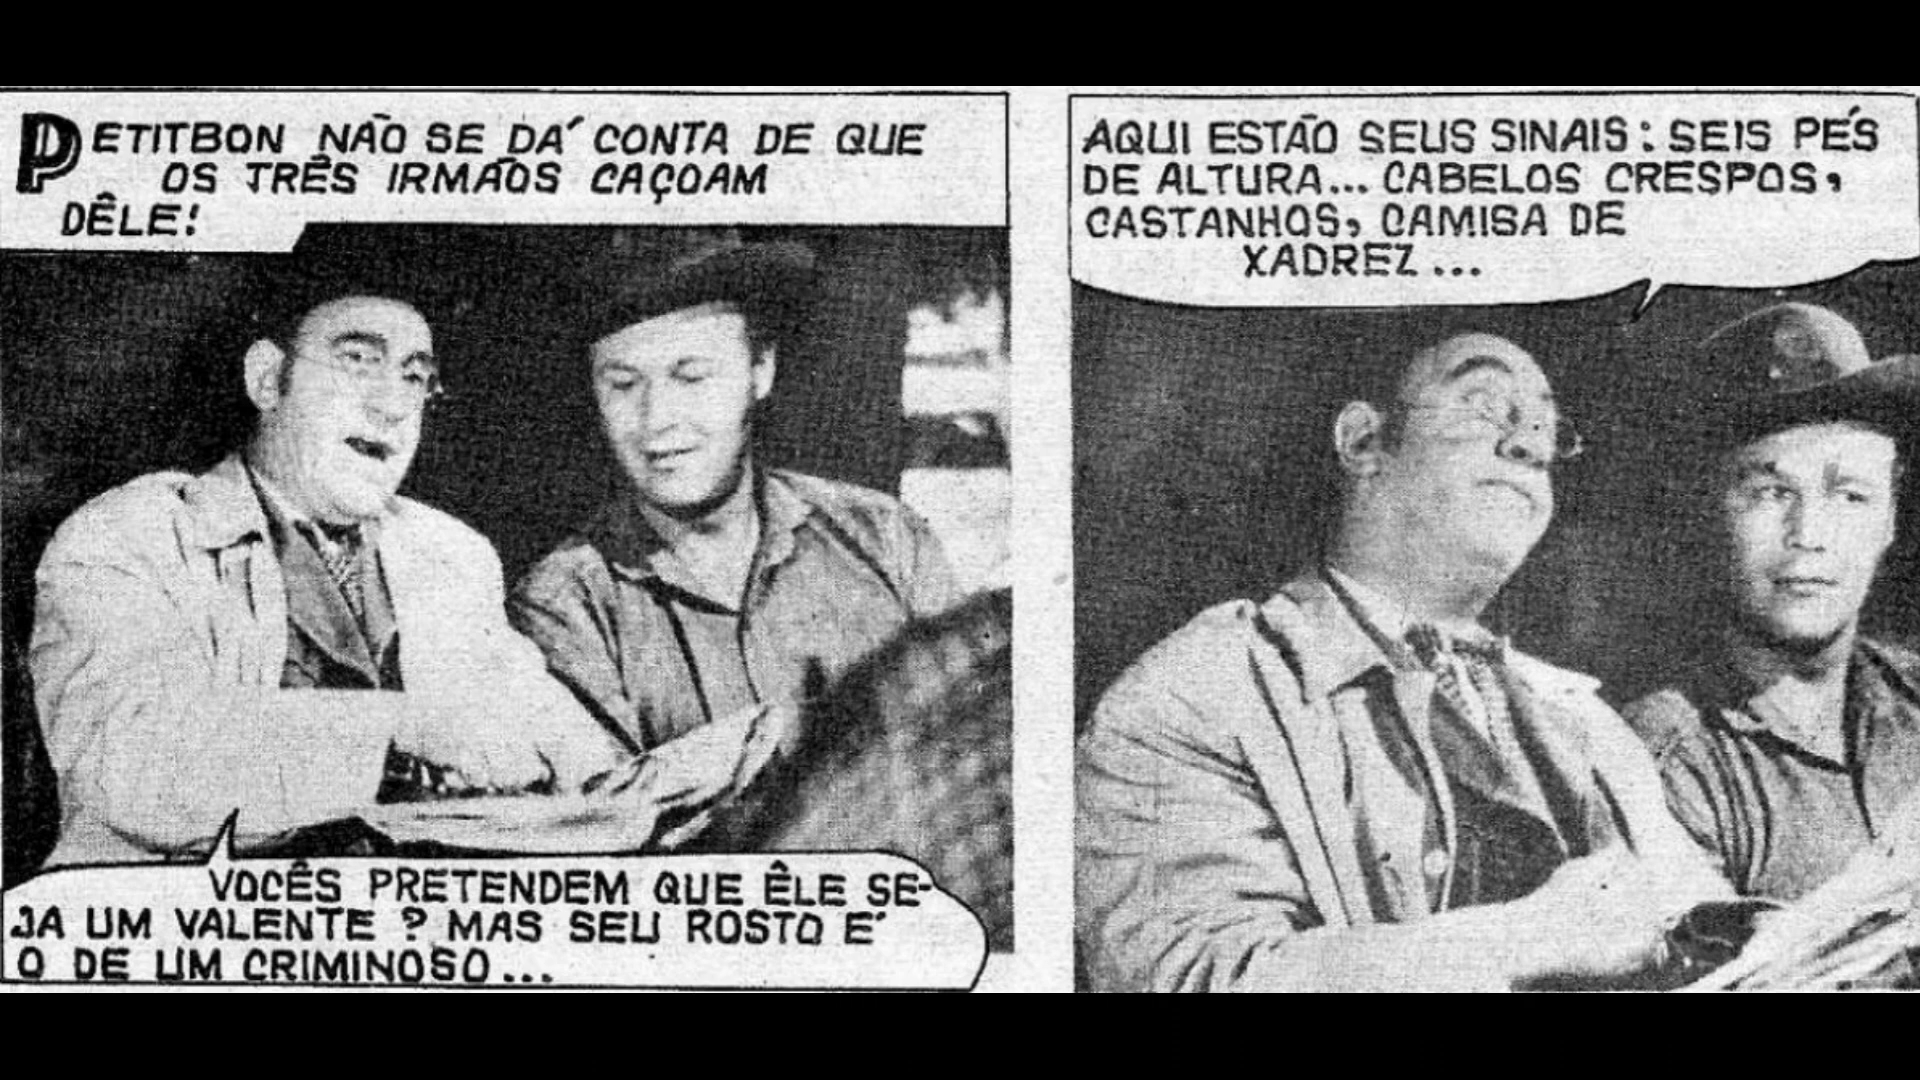 PETITBON NÃO SE DÁ CONTA DE QUE
OS TRÊS IRMÃOS CAÇOAM
DÊLE!
VOCÊS PRETENDEM QUE ÊLE SE-
JA UM VALENTE? MAS SEU ROSTO É
O DE UM CRIMINOSO...
AQUI ESTÃO SEUS SINAIS: SEIS PÉS
DE ALTURA... CABELOS CRESPOS,
CASTANHOS, CAMISA DE
XADREZ...